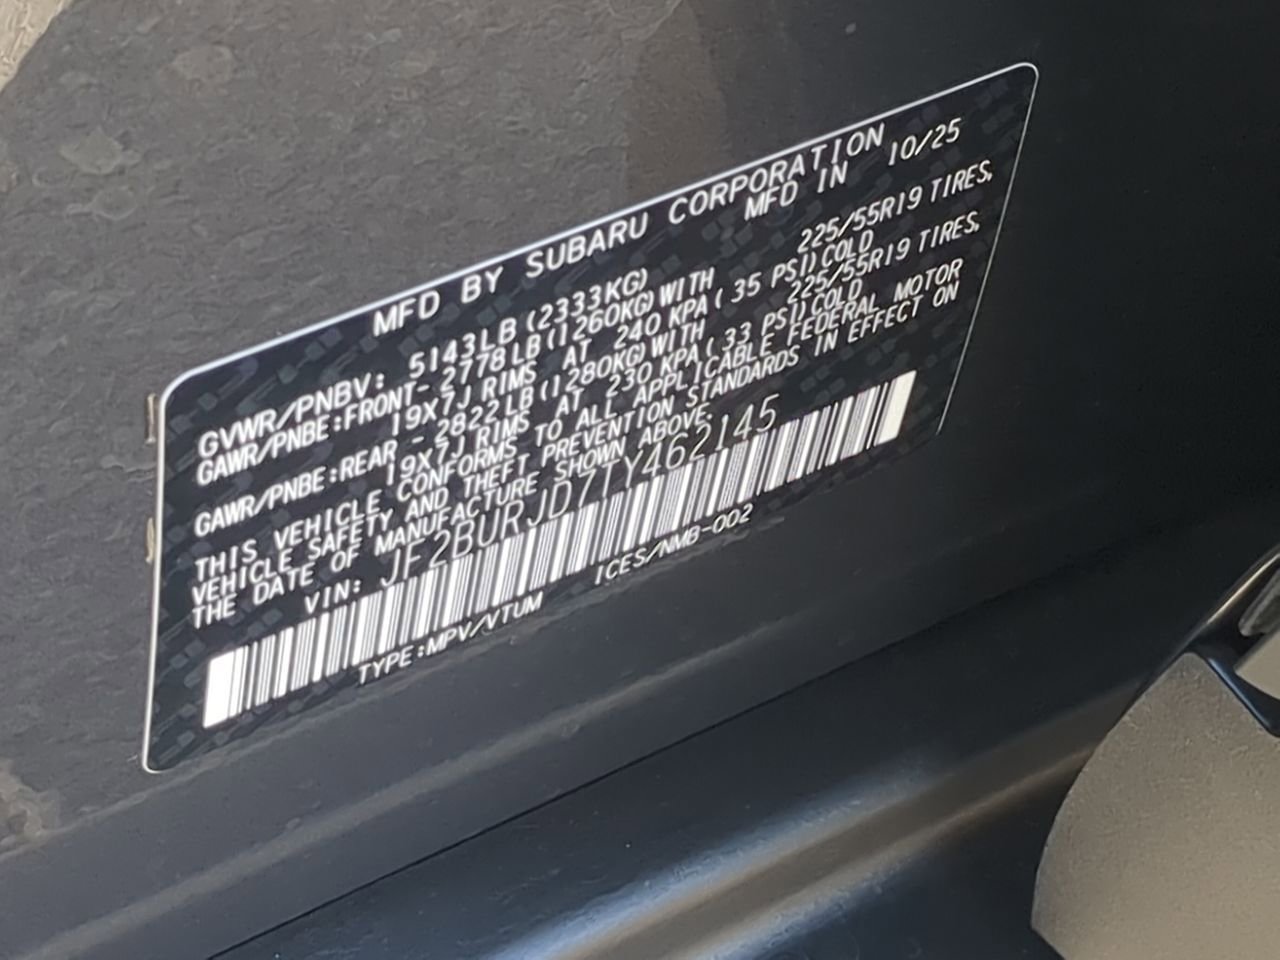 MFD BY SUBARU CORPORATION
MFD IN 10/25
GVWR/PNBV: 5143LB (2333KG)
GAWR/PNBE:FRONT- 2778LB(1260KG)WITH 225/55R19 TIRES,
19X7J RIMS AT 240 KPA( 35 PSI)COLD
GAWR/PNBE:REAR - 2822LB(1280KG)WITH 225/55R19 TIRES,
19X7J RIMS AT 230 KPA( 33 PSI)COLD
THIS VEHICLE CONFORMS TO ALL APPLICABLE FEDERAL MOTOR
VEHICLE SAFETY AND THEFT PREVENTION STANDARDS IN EFFECT ON
THE DATE OF MANUFACTURE SHOWN ABOVE.
VIN: JF2BURJD7TY462145
TYPE:MPV/VTUM ICES/NMB-002